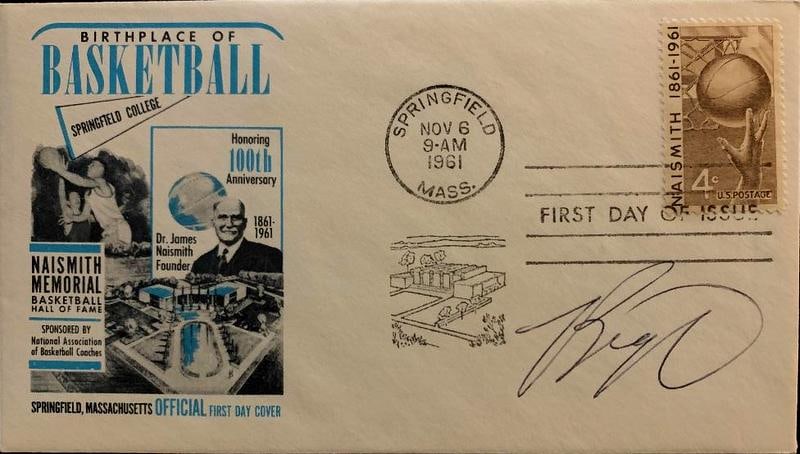 BIRTHPLACE OF
BASKETBALL
SPRINGFIELD COLLEGE
Honoring
100th
Anniversary
1861-
1961
Dr. James
Naismith
Founder
NAISMITH
MEMORIAL
BASKETBALL
HALL OF FAME
SPONSORED BY
National Association
of Basketball Coaches
SPRINGFIELD, MASSACHUSETTS OFFICIAL FIRST DAY COVER
SPRINGFIELD
NOV 6
9-AM
1961
MASS.
NAISMITH 1861-1961
4c
U.S. POSTAGE
FIRST DAY OF ISSUE